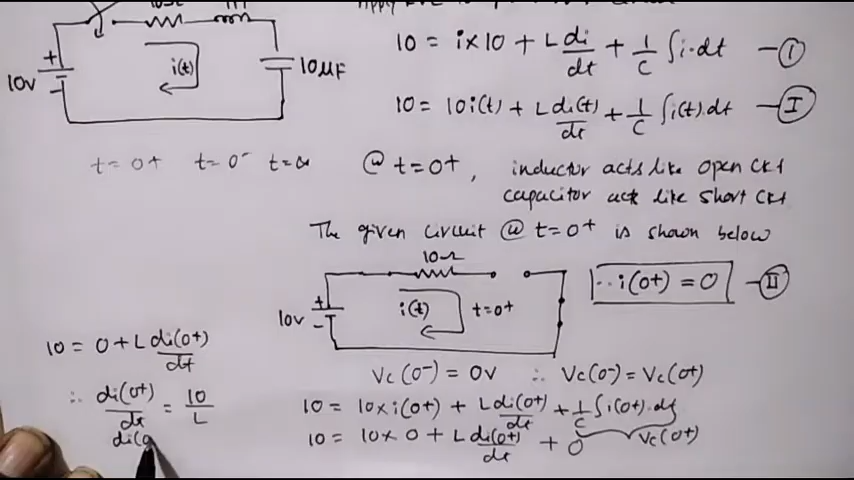 10 = i×10 + L di/dt + 1/C ∫i·dt — I
10V
i(t)
10μF
10 = 10i(t) + L di(t)/dt + 1/C ∫i(t)·dt — I
t=0+ t=0-
@ t=0+, inductor acts like open ckt
capacitor act like short ckt
The given circuit @ t=0+ is shown below
10Ω
10V
i(t)
t=0+
∴ i(0+) = 0 — II
Vc(0-) = 0V ∴ Vc(0-) = Vc(0+)
10 = 10×i(0+) + L di(0+)/dt + 1/C ∫i(0+)·dt
10 = 10×0 + L di(0+)/dt + 0
Vc(0+)
10 = 0 + L di(0+)/dt
∴ di(0+)/dt = 10/L
di(0